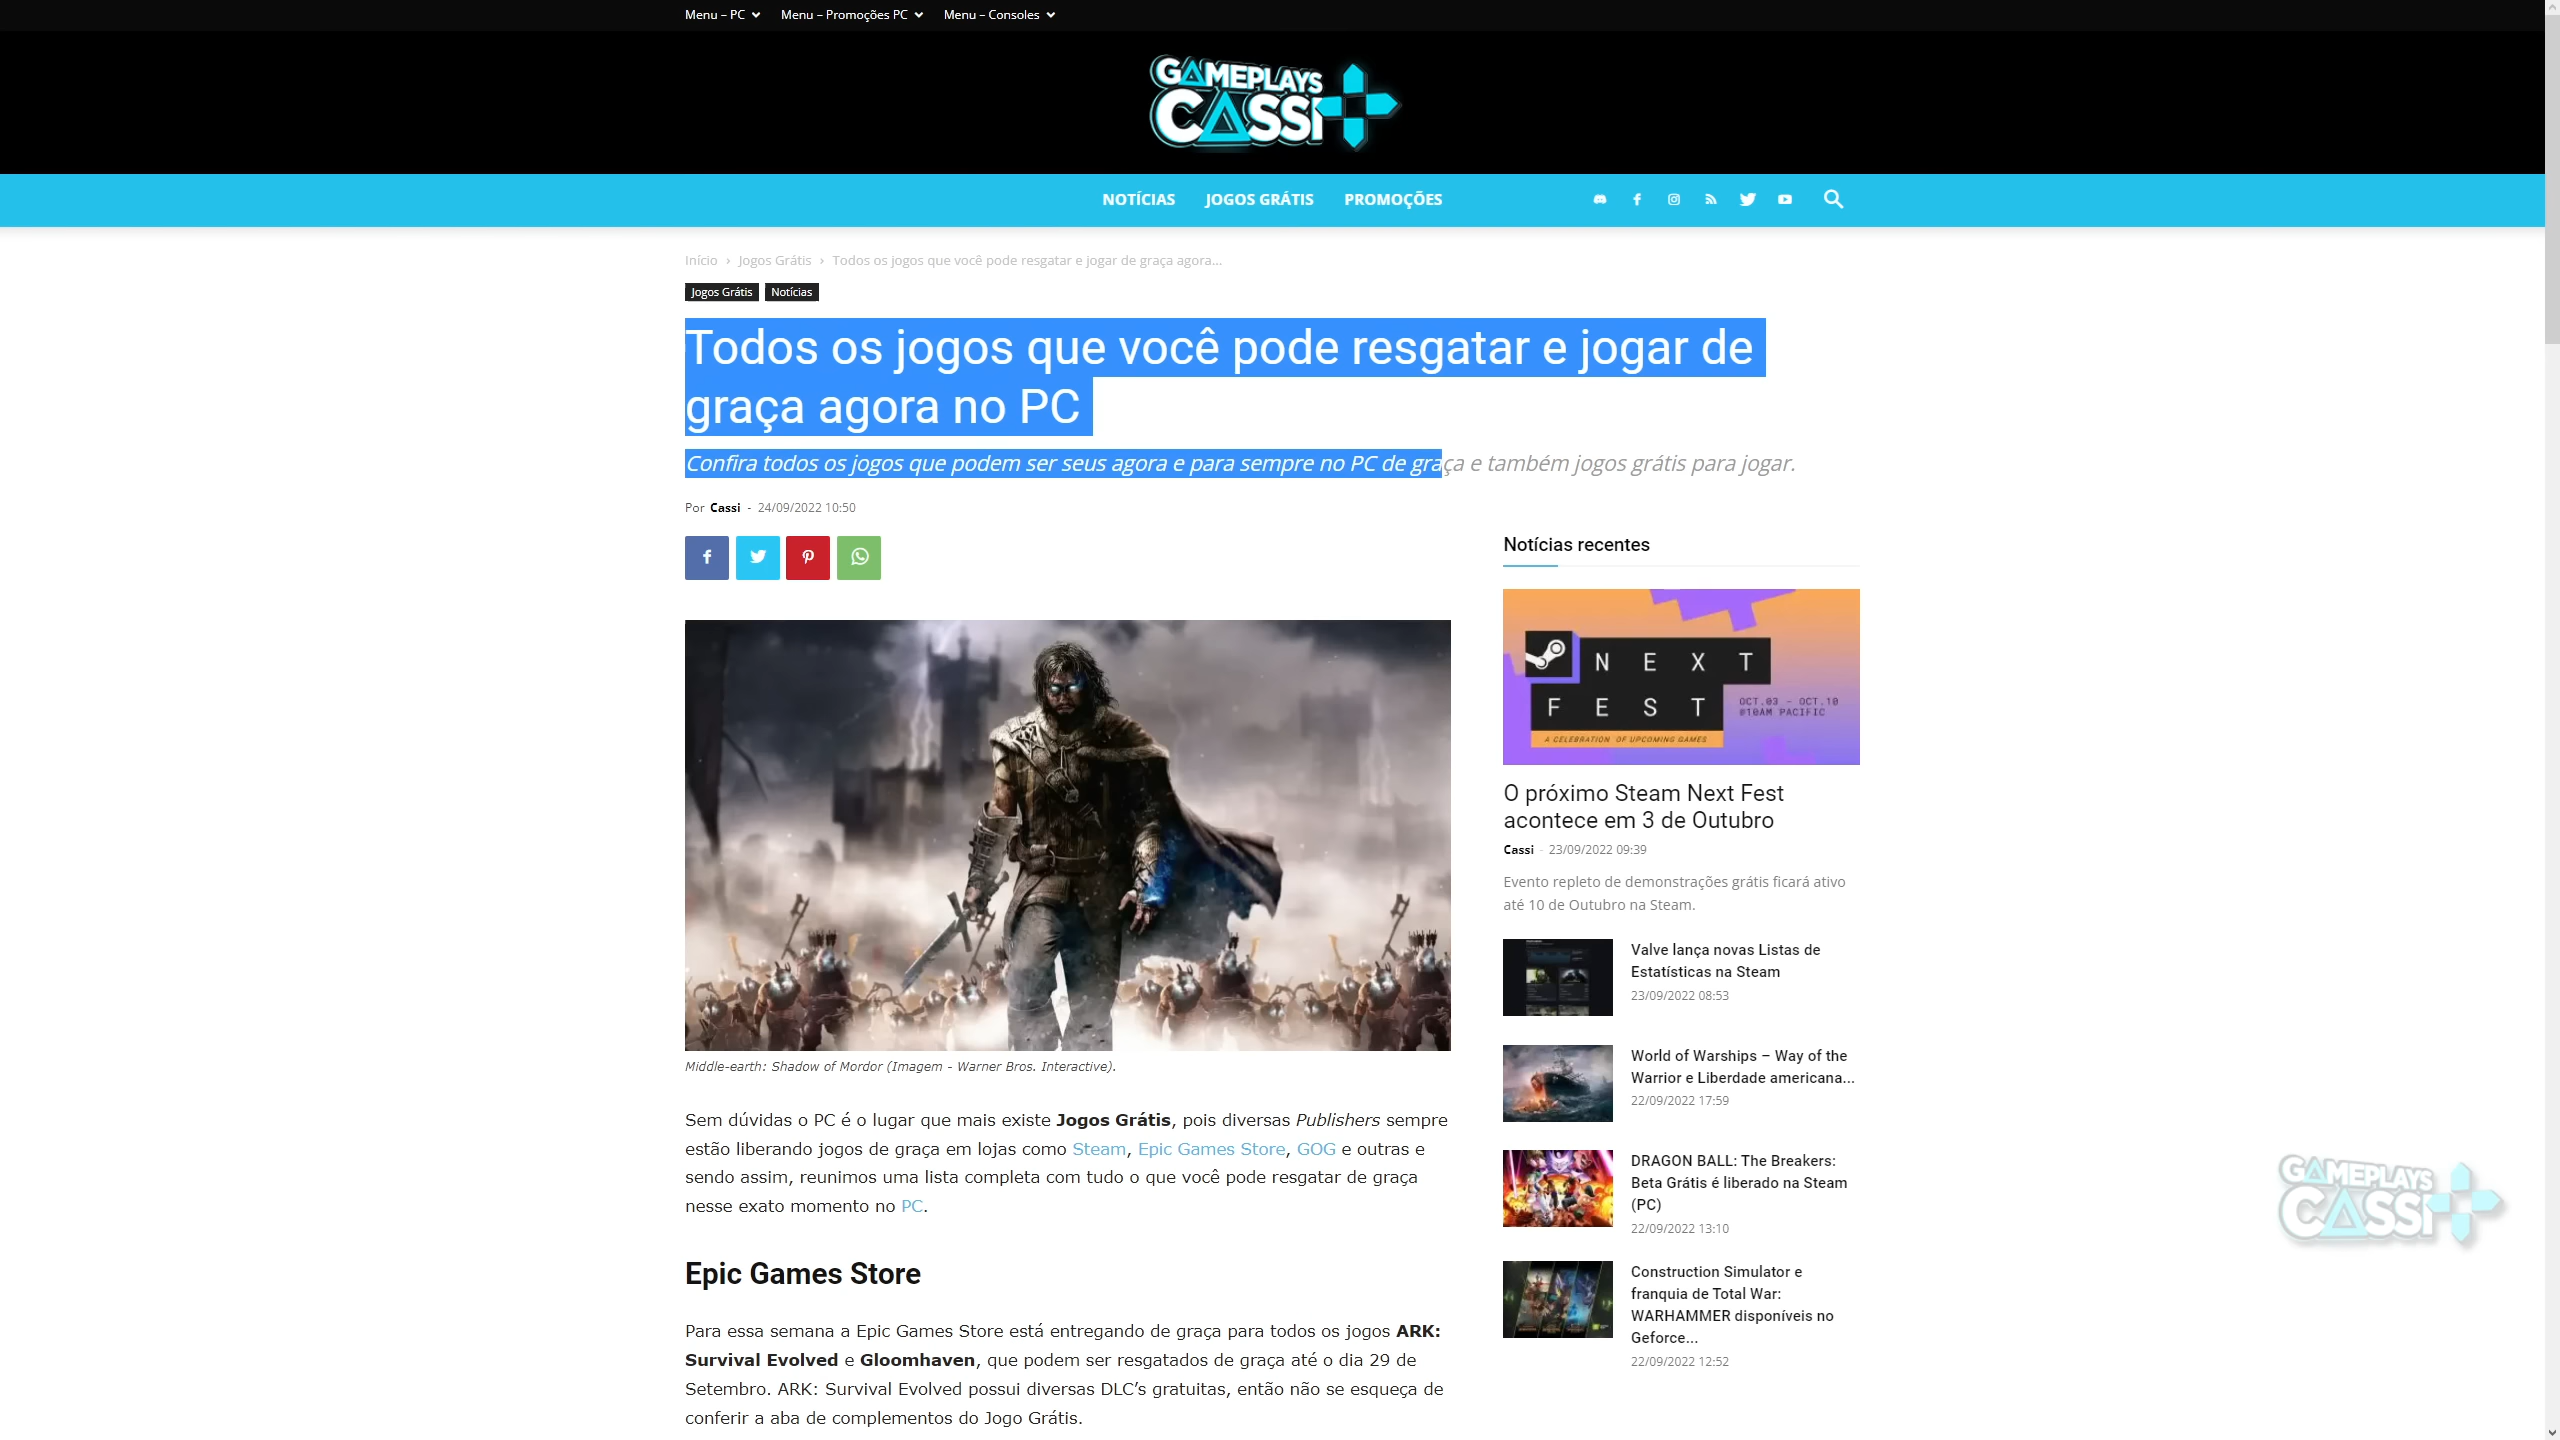 Menu – PC Menu – Promoções PC Menu – Consoles
GAMEPLAYS
CASSI
NOTÍCIAS JOGOS GRÁTIS PROMOÇÕES
Início › Jogos Grátis › Todos os jogos que você pode resgatar e jogar de graça agora...
Jogos Grátis Notícias
Todos os jogos que você pode resgatar e jogar de
graça agora no PC
Confira todos os jogos que podem ser seus agora e para sempre no PC de graça e também jogos grátis para jogar.
Por Cassi - 24/09/2022 10:50
Middle-earth: Shadow of Mordor (Imagem - Warner Bros. Interactive).
Sem dúvidas o PC é o lugar que mais existe Jogos Grátis, pois diversas Publishers sempre
estão liberando jogos de graça em lojas como Steam, Epic Games Store, GOG e outras e
sendo assim, reunimos uma lista completa com tudo o que você pode resgatar de graça
nesse exato momento no PC.
Epic Games Store
Para essa semana a Epic Games Store está entregando de graça para todos os jogos ARK:
Survival Evolved e Gloomhaven, que podem ser resgatados de graça até o dia 29 de
Setembro. ARK: Survival Evolved possui diversas DLC’s gratuitas, então não se esqueça de
conferir a aba de complementos do Jogo Grátis.
Notícias recentes
NEXT
FEST
OCT.03 - OCT.10
@10AM PACIFIC
A CELEBRATION OF UPCOMING GAMES
O próximo Steam Next Fest
acontece em 3 de Outubro
Cassi - 23/09/2022 09:39
Evento repleto de demonstrações grátis ficará ativo
até 10 de Outubro na Steam.
Valve lança novas Listas de
Estatísticas na Steam
23/09/2022 08:53
World of Warships – Way of the
Warrior e Liberdade americana...
22/09/2022 17:59
DRAGON BALL: The Breakers:
Beta Grátis é liberado na Steam
(PC)
22/09/2022 13:10
Construction Simulator e
franquia de Total War:
WARHAMMER disponíveis no
Geforce...
22/09/2022 12:52
GAMEPLAYS
CASSI